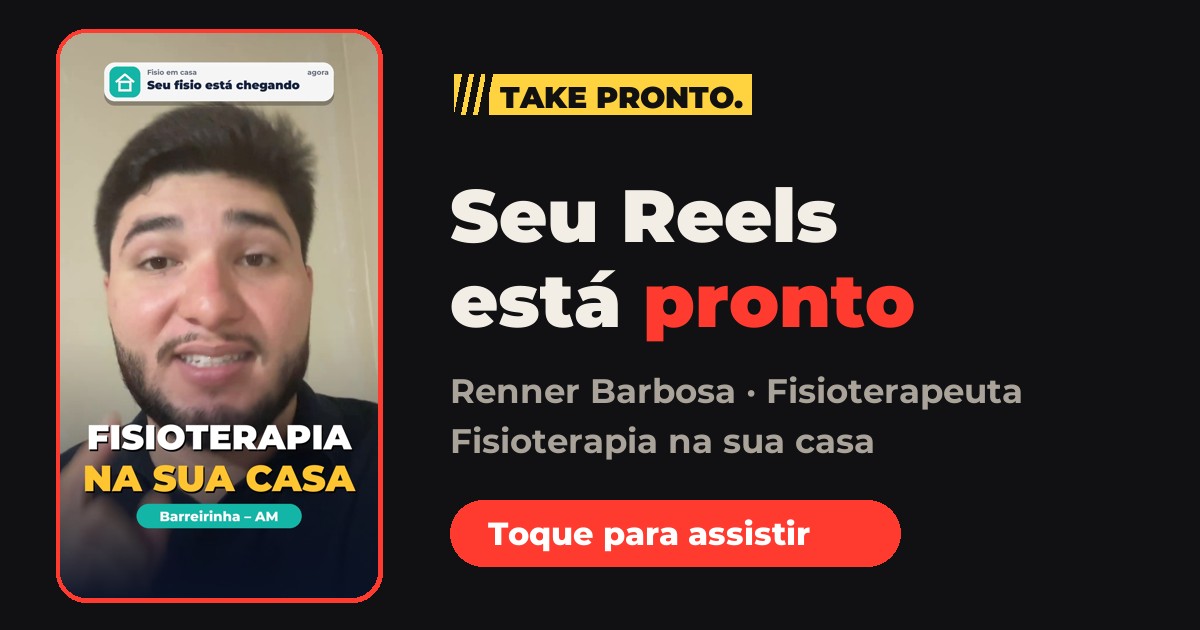 Fisio em casa
agora
Seu fisio está chegando
FISIOTERAPIA
NA SUA CASA
Barreirinha – AM
TAKE PRONTO.
Seu Reels
está pronto
Renner Barbosa · Fisioterapeuta
Fisioterapia na sua casa
Toque para assistir